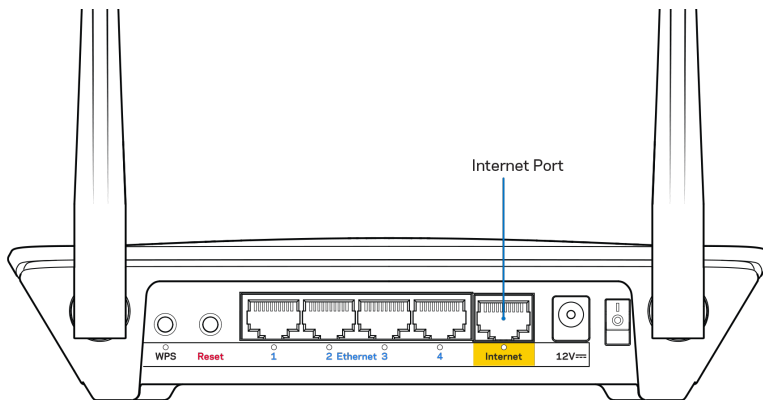 Internet Port
WPS Reset 1 2 Ethernet 3 4 Internet 12V⎓